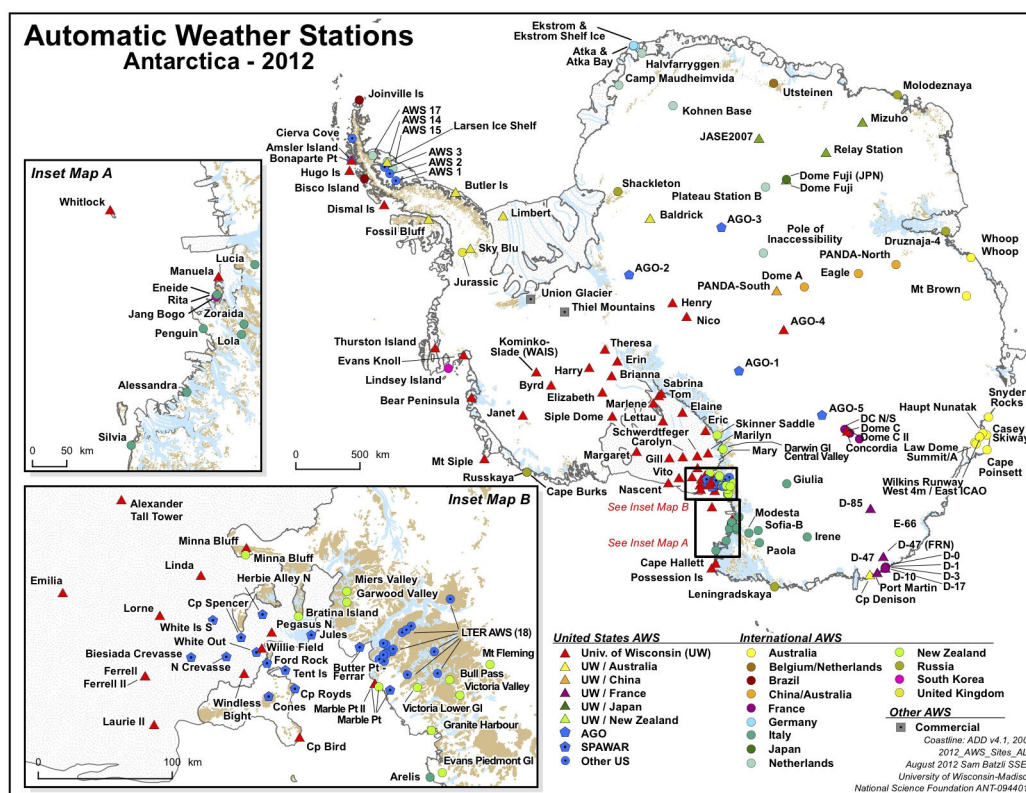 Automatic Weather Stations
Antarctica - 2012
Ekstrom &
Ekstrom Shelf Ice
Atka &
Atka Bay
Halvfarryggen
Camp Maudheimvida
Utsteinen
Molodeznaya
Kohnen Base
Mizuho
JASE2007
Relay Station
Joinville Is
AWS 17
AWS 14
AWS 15
Larsen Ice Shelf
Cierva Cove
Amsler Island
Bonaparte Pt
Hugo Is
Bisco Island
AWS 3
AWS 2
AWS 1
Dismal Is
Butler Is
Fossil Bluff
Limbert
Sky Blu
Jurassic
Shackleton
Baldrick
Plateau Station B
Dome Fuji (JPN)
Dome Fuji
AGO-3
Pole of
Inaccessibility
Druznaja-4
Whoop
Whoop
PANDA-North
Eagle
Dome A
PANDA-South
Mt Brown
AGO-2
Union Glacier
Thiel Mountains
Henry
Nico
AGO-4
AGO-1
Thurston Island
Evans Knoll
Lindsey Island
Bear Peninsula
Kominko-
Slade (WAIS)
Byrd
Harry
Elizabeth
Janet
Siple Dome
Theresa
Erin
Brianna
Sabrina
Tom
Marlene
Lettau
Elaine
Eric
Schwerdtfeger
Carolyn
Margaret
Gill
Vito
Nascent
Mt Siple
Russkaya
Cape Burks
Skinner Saddle
Marilyn
Mary
Darwin Gl
Central Valley
AGO-5
DC N/S
Dome C
Dome C II
Concordia
Snyder
Rocks
Haupt Nunatak
Casey
Skiway
Law Dome
Summit/A
Cape
Poinsett
Wilkins Runway
West 4m / East ICAO
Giulia
D-85
E-66
Modesta
Sofia-B
Irene
Paola
D-47 (FRN)
D-47
D-0
D-1
D-3
D-17
D-10
Port Martin
Cp Denison
See Inset Map B
See Inset Map A
Cape Hallett
Possession Is
Leningradskaya
0
500
km
Inset Map A
Whitlock
Lucia
Manuela
Eneide
Rita
Jang Bogo
Zoraida
Penguin
Lola
Alessandra
Silvia
0
50
km
Inset Map B
Alexander
Tall Tower
Minna Bluff
Minna Bluff
Emilia
Linda
Herbie Alley N
Miers Valley
Garwood Valley
Cp Spencer
Lorne
Bratina Island
Pegasus N.
White Is S
Jules
LTER AWS (18)
White Out
Willie Field
Biesiada Crevasse
N Crevasse
Ford Rock
Tent Is
Butter Pt
Ferrar
Mt Fleming
Bull Pass
Victoria Valley
Ferrell
Ferrell II
Cp Royds
Windless
Bight
Cones
Marble Pt II
Marble Pt
Victoria Lower Gl
Laurie II
Cp Bird
Granite Harbour
Evans Piedmont Gl
Arelis
0
100
km
United States AWS
Univ. of Wisconsin (UW)
UW / Australia
UW / China
UW / France
UW / Japan
UW / New Zealand
AGO
SPAWAR
Other US
International AWS
Australia
Belgium/Netherlands
Brazil
China/Australia
France
Germany
Italy
Japan
Netherlands
New Zealand
Russia
South Korea
United Kingdom
Other AWS
Commercial
Coastline: ADD v4.1, 200
2012_AWS_Sites_AL
August 2012 Sam Batzli SSE
University of Wisconsin-Madiso
National Science Foundation ANT-094401